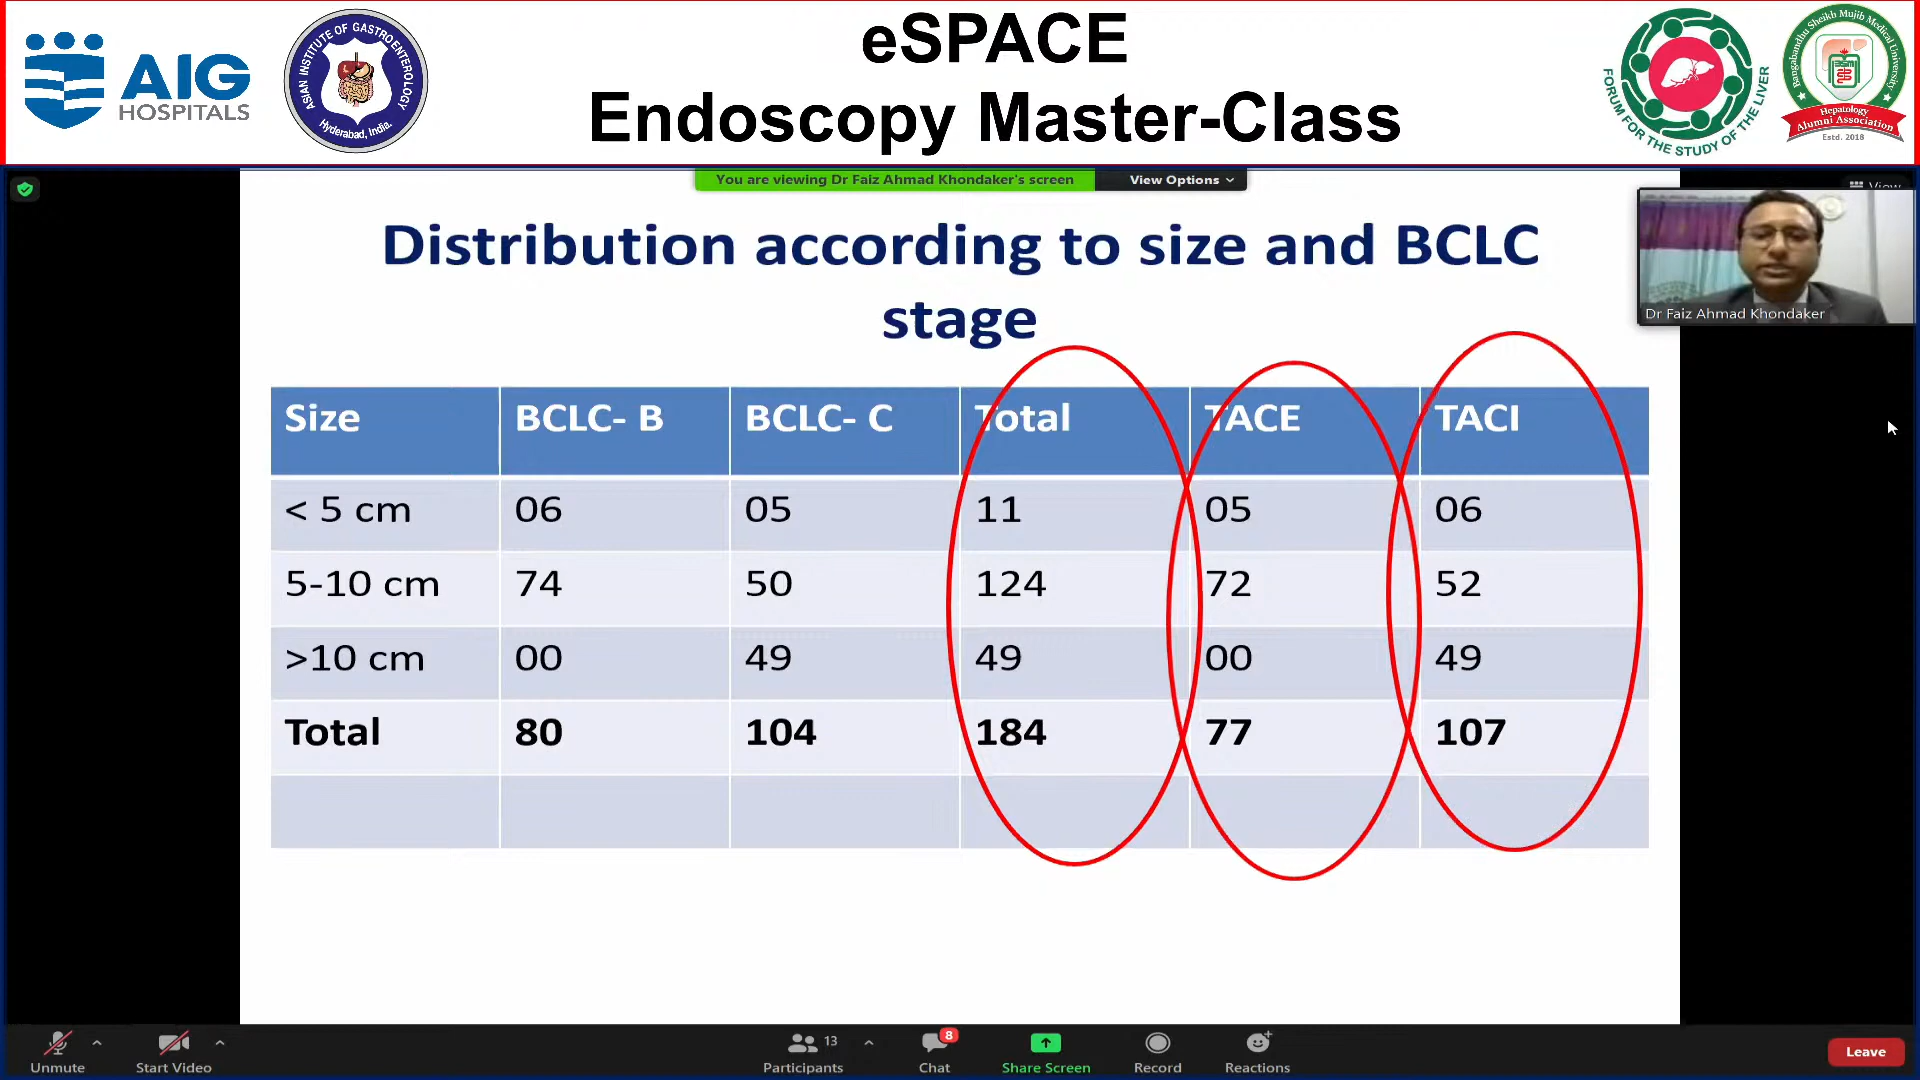 AIG
HOSPITALS
ASIAN INSTITUTE OF GASTROENTEROLOGY
Hyderabad, India.
eSPACE
Endoscopy Master-Class
FORUM FOR THE STUDY OF THE LIVER
Bangabandhu Sheikh Mujib Medical University
Hepatology
Alumni Association
Estd. 2018
You are viewing Dr Faiz Ahmad Khondaker's screen
View Options
View
Dr Faiz Ahmad Khondaker
Distribution according to size and BCLC
stage
Size BCLC- B BCLC- C Total TACE TACI
< 5 cm 06 05 11 05 06
5-10 cm 74 50 124 72 52
>10 cm 00 49 49 00 49
Total 80 104 184 77 107
Unmute
Start Video
13
Participants
8
Chat
Share Screen
Record
Reactions
Leave